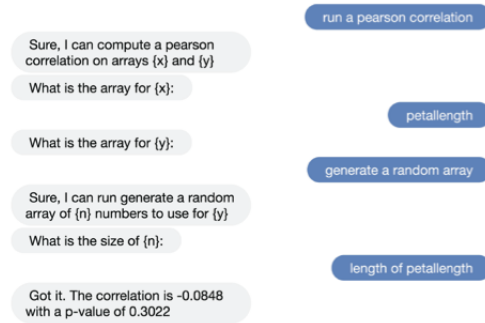 run a pearson correlation
Sure, I can compute a pearson
correlation on arrays {x} and {y}
What is the array for {x}:
petallength
What is the array for {y}:
generate a random array
Sure, I can run generate a random
array of {n} numbers to use for {y}
What is the size of {n}:
length of petallength
Got it. The correlation is -0.0848
with a p-value of 0.3022